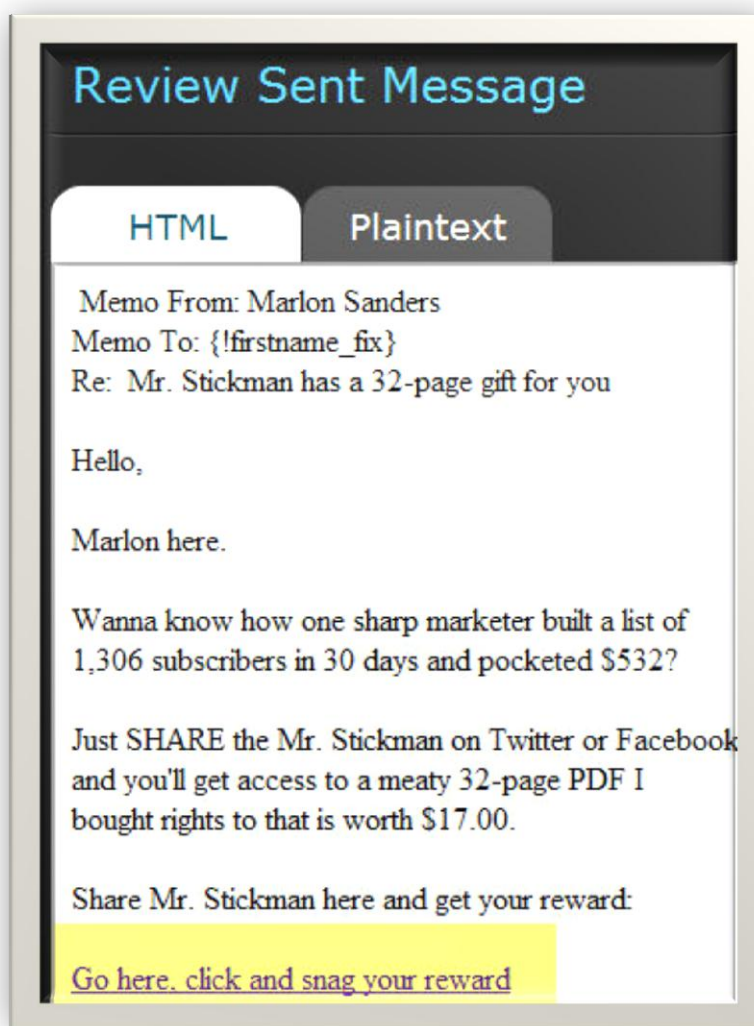 Review Sent Message
HTML
Plaintext
Memo From: Marlon Sanders
Memo To: {!firstname_fix}
Re: Mr. Stickman has a 32-page gift for you
Hello,
Marlon here.
Wanna know how one sharp marketer built a list of
1,306 subscribers in 30 days and pocketed $532?
Just SHARE the Mr. Stickman on Twitter or Facebook
and you'll get access to a meaty 32-page PDF I
bought rights to that is worth $17.00.
Share Mr. Stickman here and get your reward:
Go here, click and snag your reward